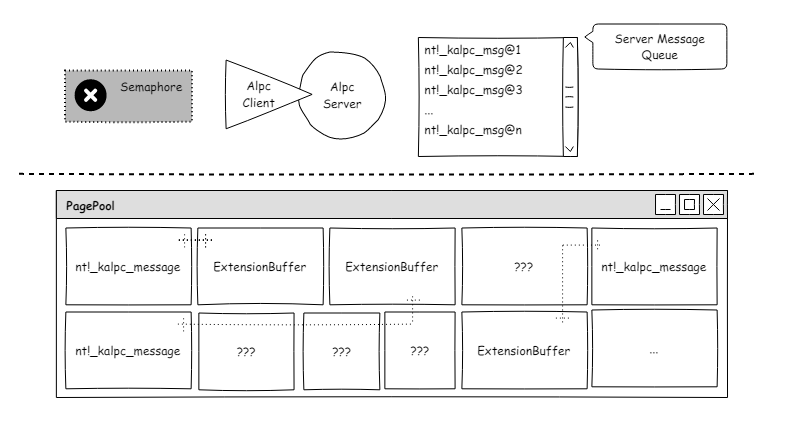 Semaphore
Alpc
Client
Alpc
Server
nt!_kalpc_msg@1
nt!_kalpc_msg@2
nt!_kalpc_msg@3
...
nt!_kalpc_msg@n
Server Message
Queue
PagePool
nt!_kalpc_message
ExtensionBuffer
ExtensionBuffer
???
nt!_kalpc_message
nt!_kalpc_message
???
???
???
ExtensionBuffer
...